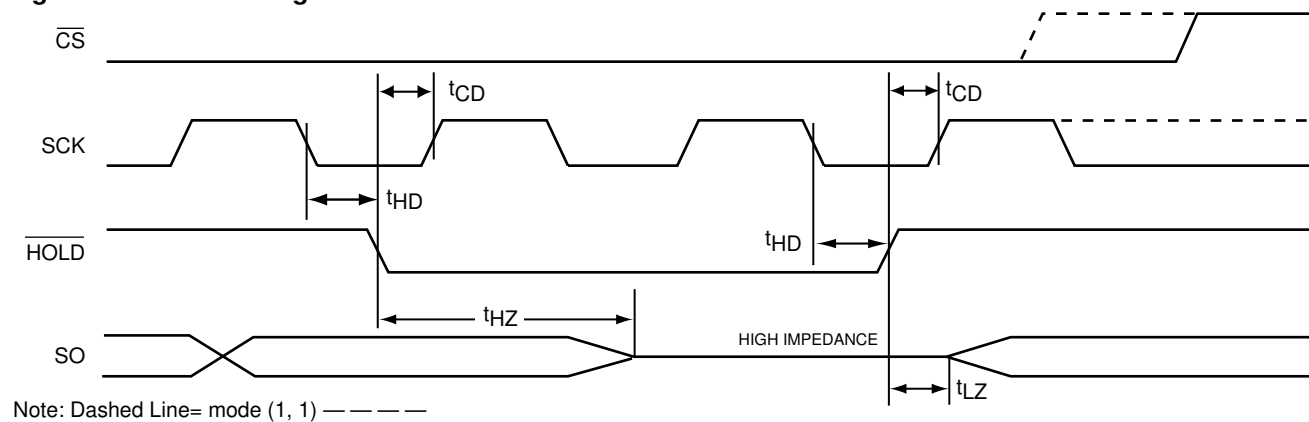 CS
tCD
tCD
SCK
tHD
HOLD
tHD
tHZ
HIGH IMPEDANCE
SO
tLZ
Note: Dashed Line= mode (1, 1) — — — —